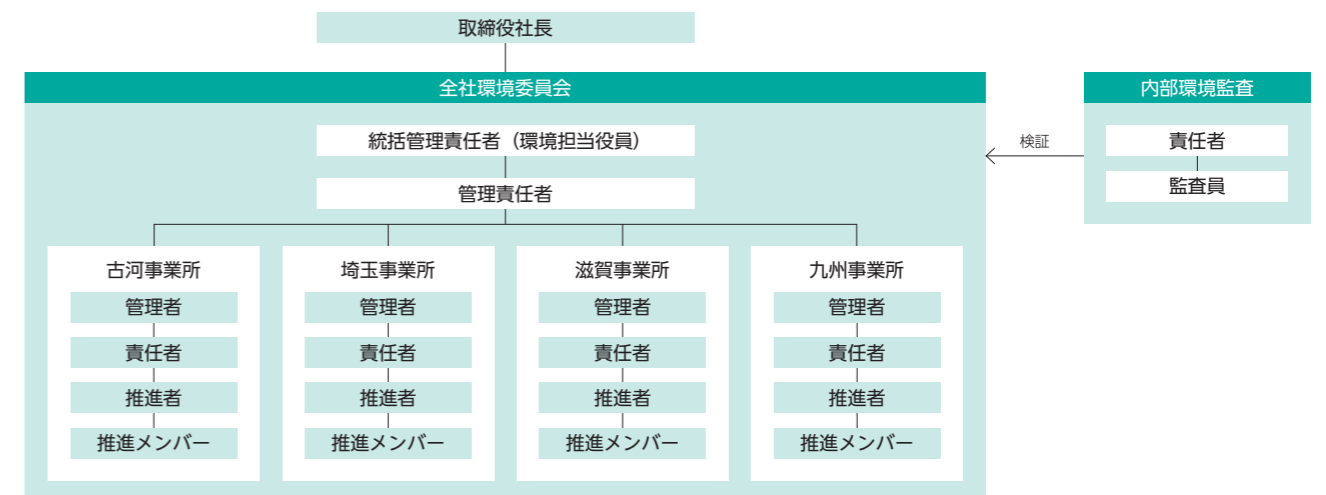 取締役社長
全社環境委員会
統括管理責任者（環境担当役員）
管理責任者
古河事業所
管理者
責任者
推進者
推進メンバー
埼玉事業所
管理者
責任者
推進者
推進メンバー
滋賀事業所
管理者
責任者
推進者
推進メンバー
九州事業所
管理者
責任者
推進者
推進メンバー
検証
内部環境監査
責任者
監査員